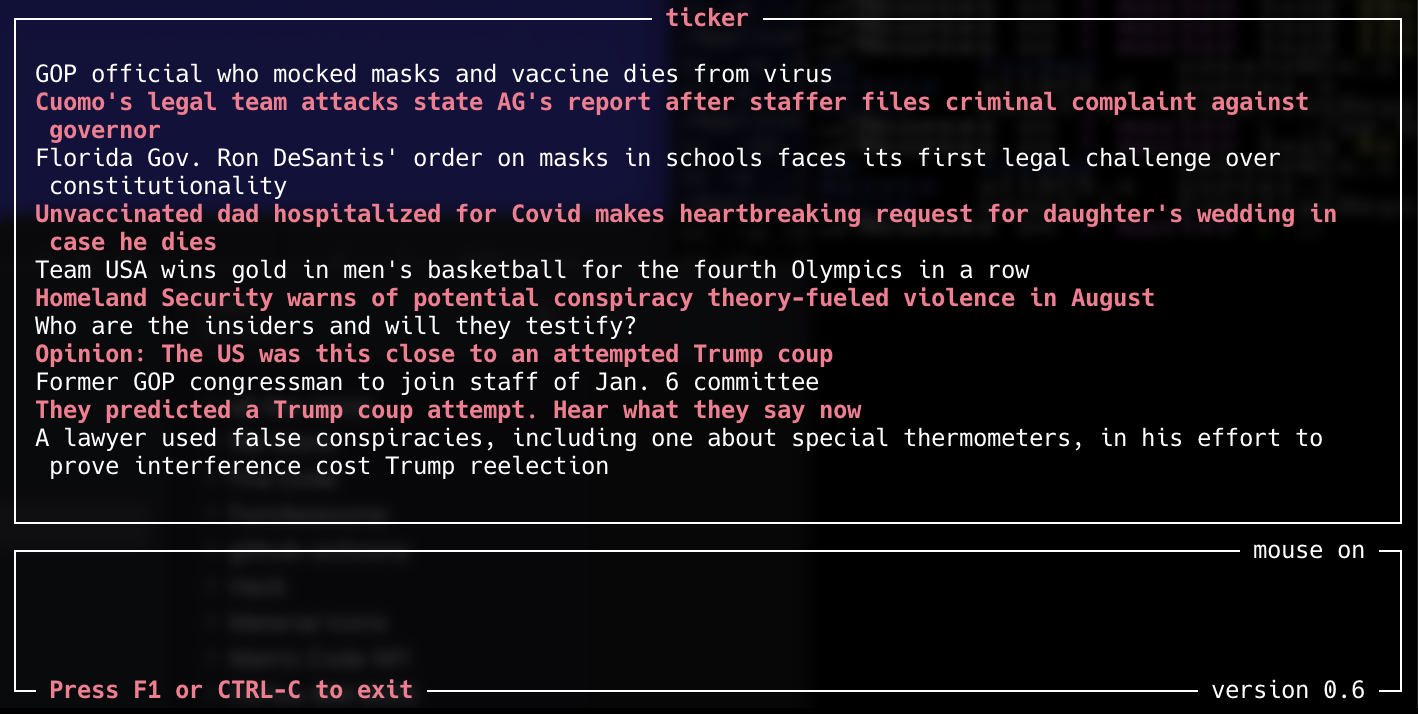 ticker
GOP official who mocked masks and vaccine dies from virus
Cuomo's legal team attacks state AG's report after staffer files criminal complaint against
governor
Florida Gov. Ron DeSantis' order on masks in schools faces its first legal challenge over
constitutionality
Unvaccinated dad hospitalized for Covid makes heartbreaking request for daughter's wedding in
case he dies
Team USA wins gold in men's basketball for the fourth Olympics in a row
Homeland Security warns of potential conspiracy theory-fueled violence in August
Who are the insiders and will they testify?
Opinion: The US was this close to an attempted Trump coup
Former GOP congressman to join staff of Jan. 6 committee
They predicted a Trump coup attempt. Hear what they say now
A lawyer used false conspiracies, including one about special thermometers, in his effort to
prove interference cost Trump reelection
mouse on
Press F1 or CTRL-C to exit
version 0.6